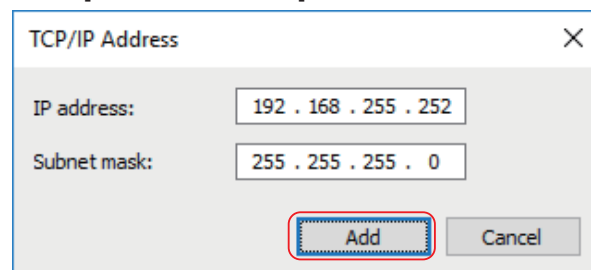 TCP/IP Address
IP address: 192 . 168 . 255 . 252
Subnet mask: 255 . 255 . 255 . 0
Add Cancel